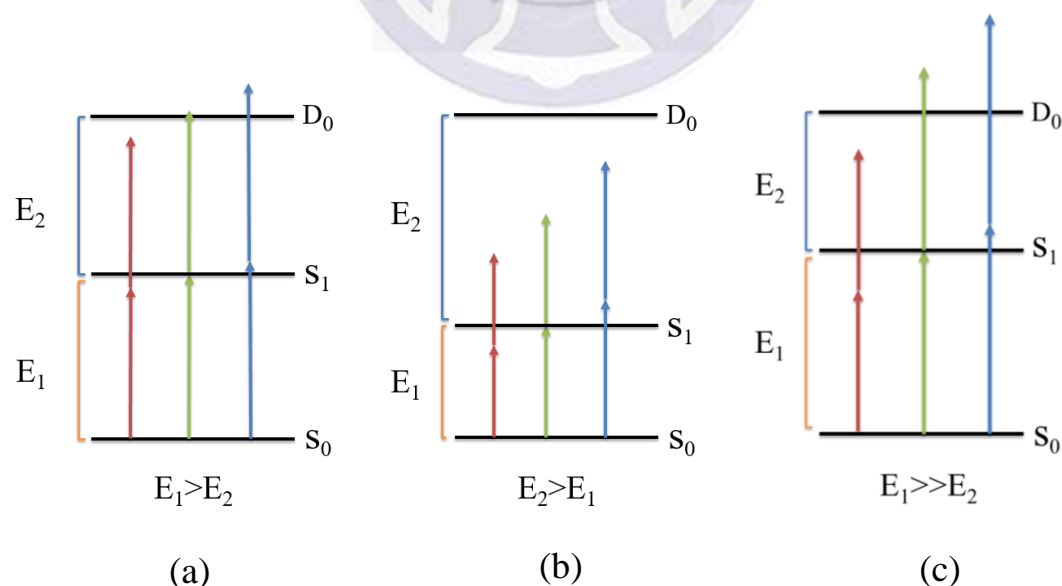 D₀
E₂
S₁
E₁
S₀
E₁>E₂
(a)
D₀
E₂
S₁
E₁
S₀
E₂>E₁
(b)
D₀
E₂
S₁
E₁
S₀
E₁>>E₂
(c)